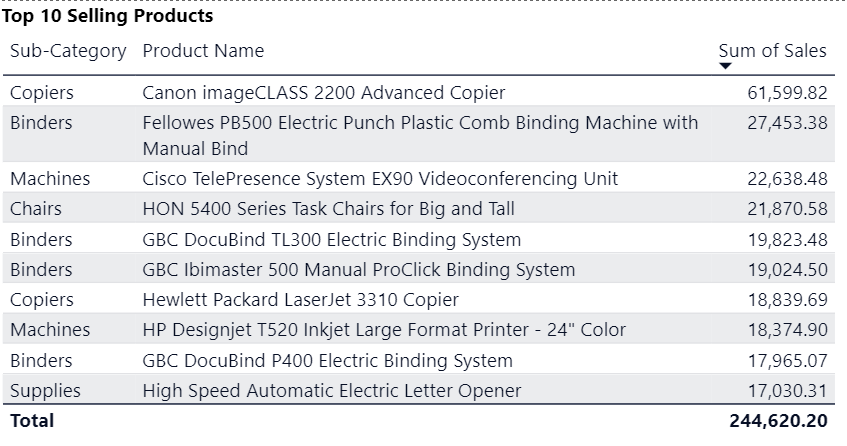 Top 10 Selling Products
Sub-Category Product Name Sum of Sales
Copiers Canon imageCLASS 2200 Advanced Copier 61,599.82
Binders Fellowes PB500 Electric Punch Plastic Comb Binding Machine with 27,453.38
Manual Bind
Machines Cisco TelePresence System EX90 Videoconferencing Unit 22,638.48
Chairs HON 5400 Series Task Chairs for Big and Tall 21,870.58
Binders GBC DocuBind TL300 Electric Binding System 19,823.48
Binders GBC Ibimaster 500 Manual ProClick Binding System 19,024.50
Copiers Hewlett Packard LaserJet 3310 Copier 18,839.69
Machines HP Designjet T520 Inkjet Large Format Printer - 24" Color 18,374.90
Binders GBC DocuBind P400 Electric Binding System 17,965.07
Supplies High Speed Automatic Electric Letter Opener 17,030.31
Total 244,620.20